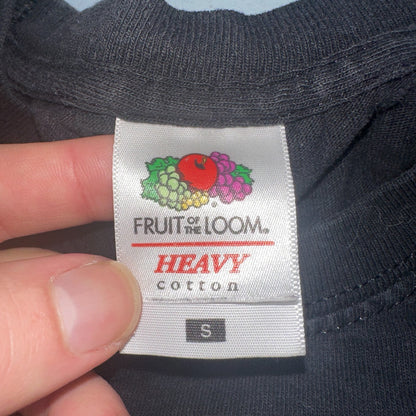 FRUIT OF THE LOOM®
HEAVY
cotton
S